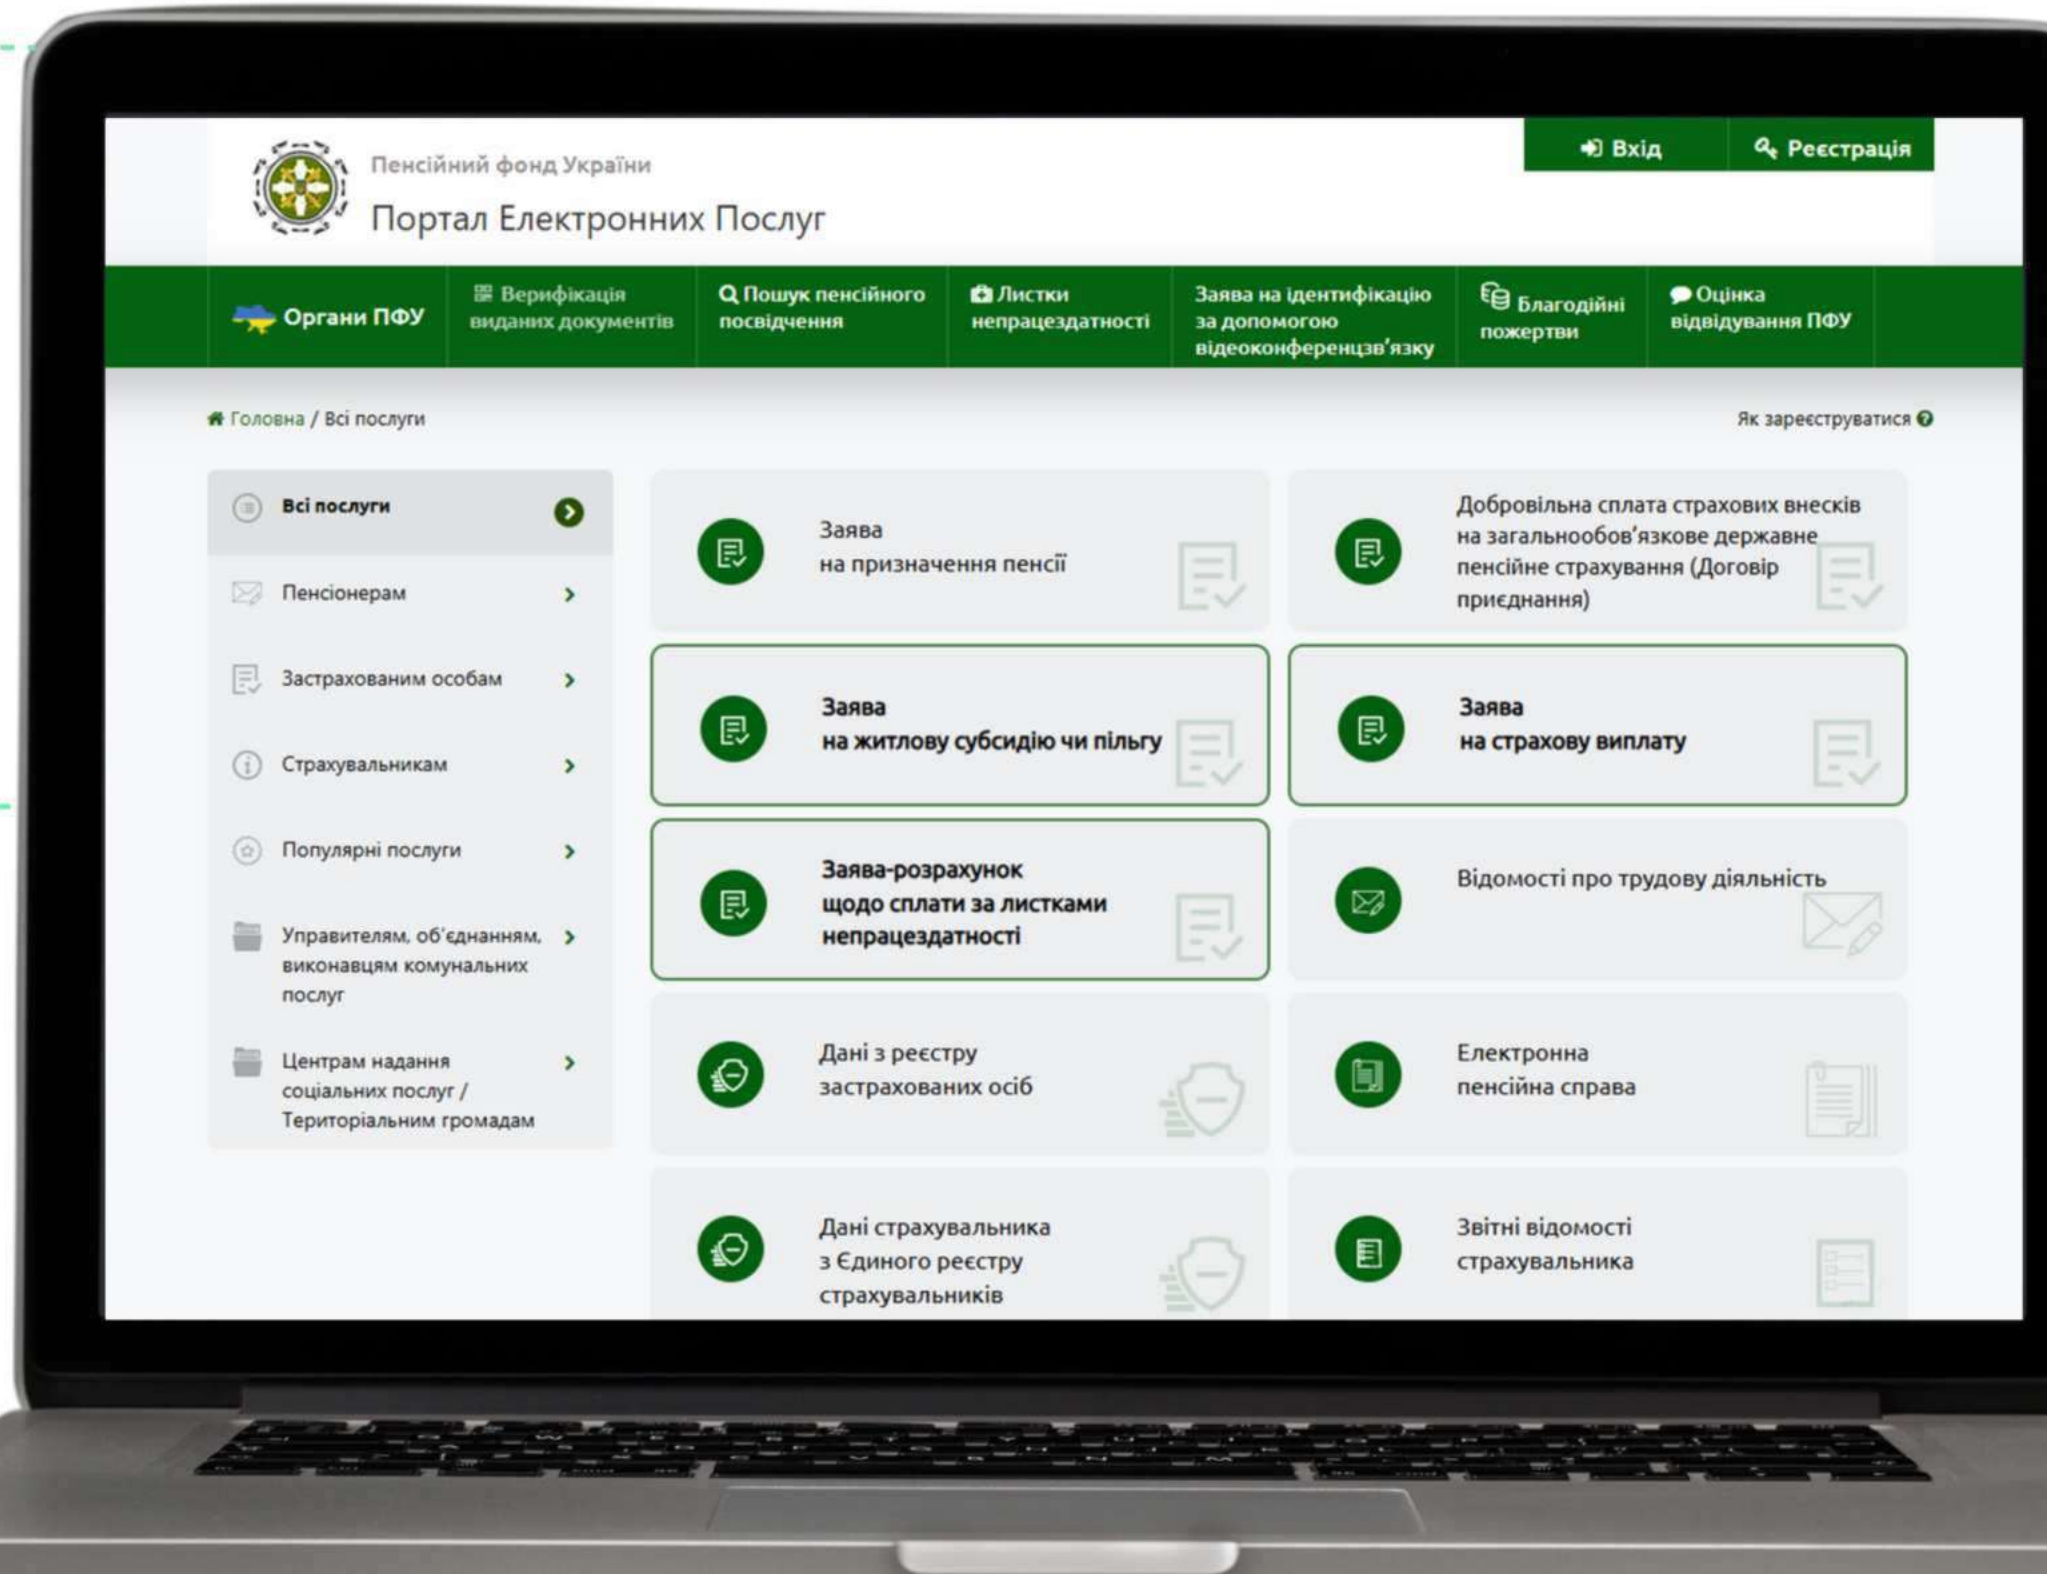 Вхід
Реєстрація
Пенсійний фонд України
Портал Електронних Послуг
Органи ПФУ
Верифікація
виданих документів
Пошук пенсійного
посвідчення
Листки
непрацездатності
Заява на ідентифікацію
за допомогою
відеоконференцзв'язку
Благодійні
пожертви
Оцінка
відвідування ПФУ
Головна / Всі послуги
Як зареєструватися
Всі послуги
Пенсіонерам
Застрахованим особам
Страхувальникам
Популярні послуги
Управителям, об'єднанням,
виконавцям комунальних
послуг
Центрам надання
соціальних послуг /
Територіальним громадам
Заява
на призначення пенсії
Добровільна сплата страхових внесків
на загальнообов'язкове державне
пенсійне страхування (Договір
приєднання)
Заява
на житлову субсидію чи пільгу
Заява
на страхову виплату
Заява-розрахунок
щодо сплати за листками
непрацездатності
Відомості про трудову діяльність
Дані з реєстру
застрахованих осіб
Електронна
пенсійна справа
Дані страхувальника
з Єдиного реєстру
страхувальників
Звітні відомості
страхувальника